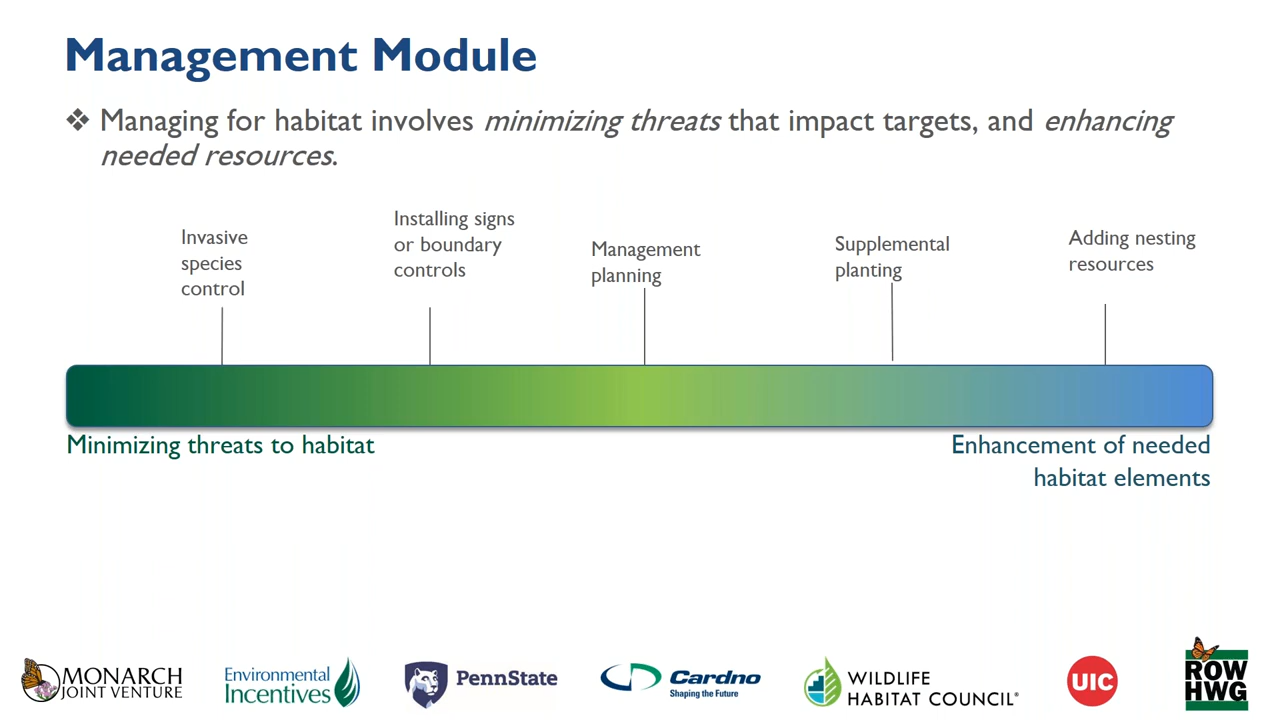 Management Module
❖ Managing for habitat involves minimizing threats that impact targets, and enhancing
needed resources.
Invasive
species
control
Installing signs
or boundary
controls
Management
planning
Supplemental
planting
Adding nesting
resources
Minimizing threats to habitat
Enhancement of needed
habitat elements
MONARCH
JOINT VENTURE
Environmental
Incentives
PennState
Cardno
Shaping the Future
WILDLIFE
HABITAT COUNCIL®
UIC
ROW
HWG